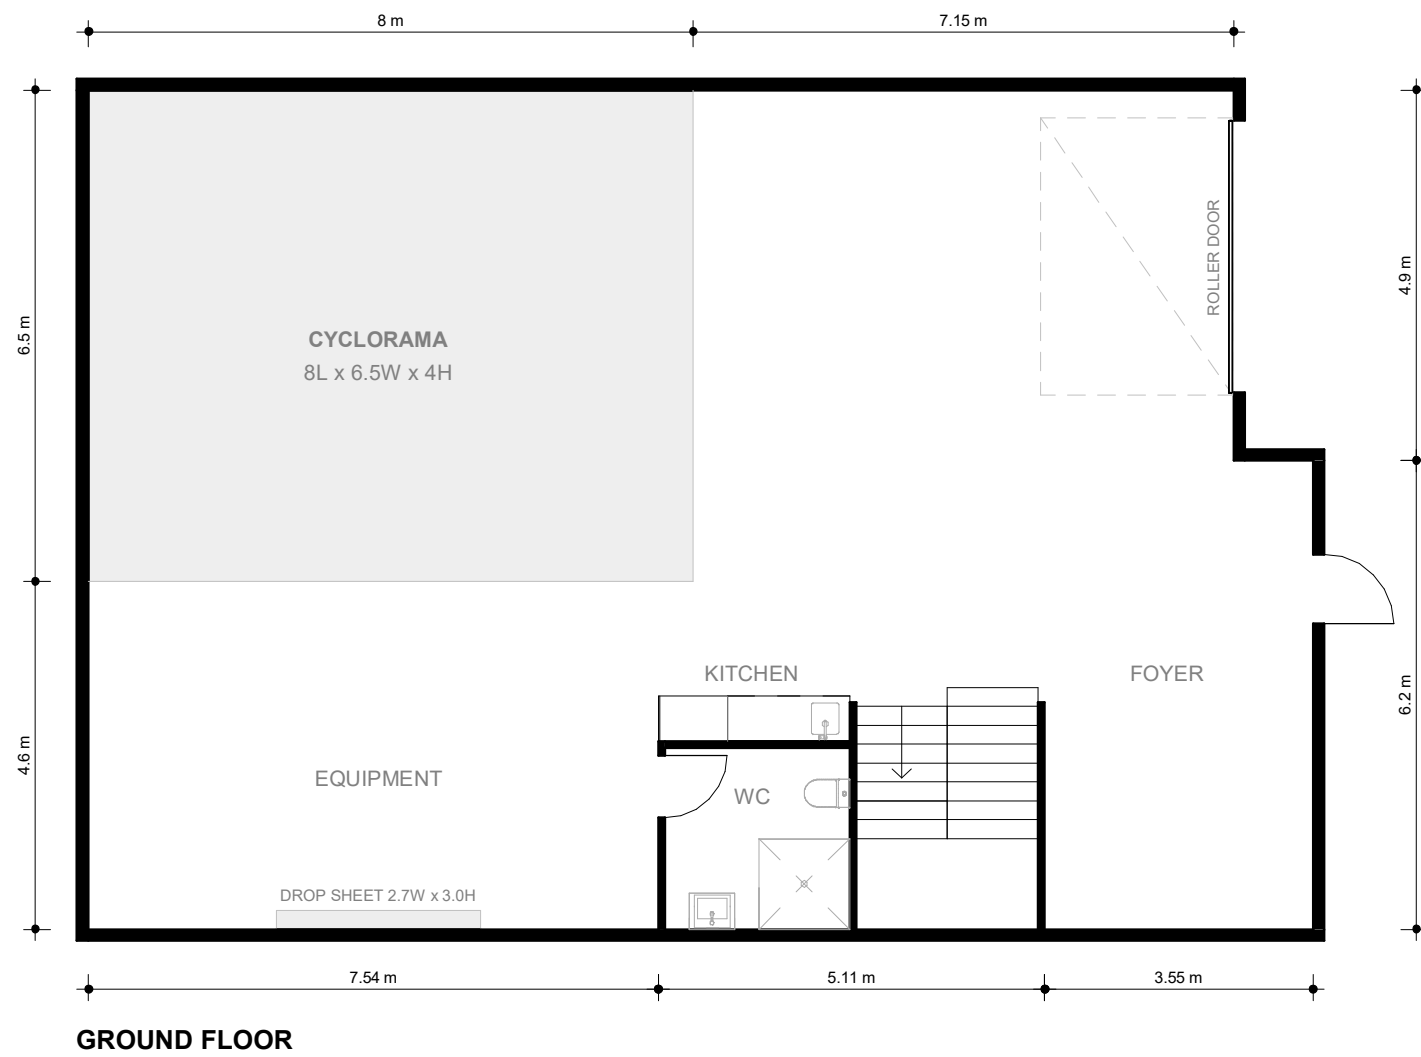 8 m
7.15 m
6.5 m
4.9 m
ROLLER DOOR
CYCLORAMA
8L x 6.5W x 4H
KITCHEN
FOYER
6.2 m
4.6 m
EQUIPMENT
WC
DROP SHEET 2.7W x 3.0H
7.54 m
5.11 m
3.55 m
GROUND FLOOR